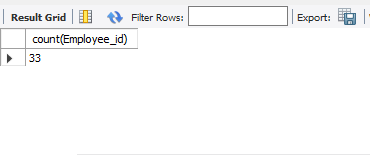 Result Grid Filter Rows: Export:
count(Employee_id)
33